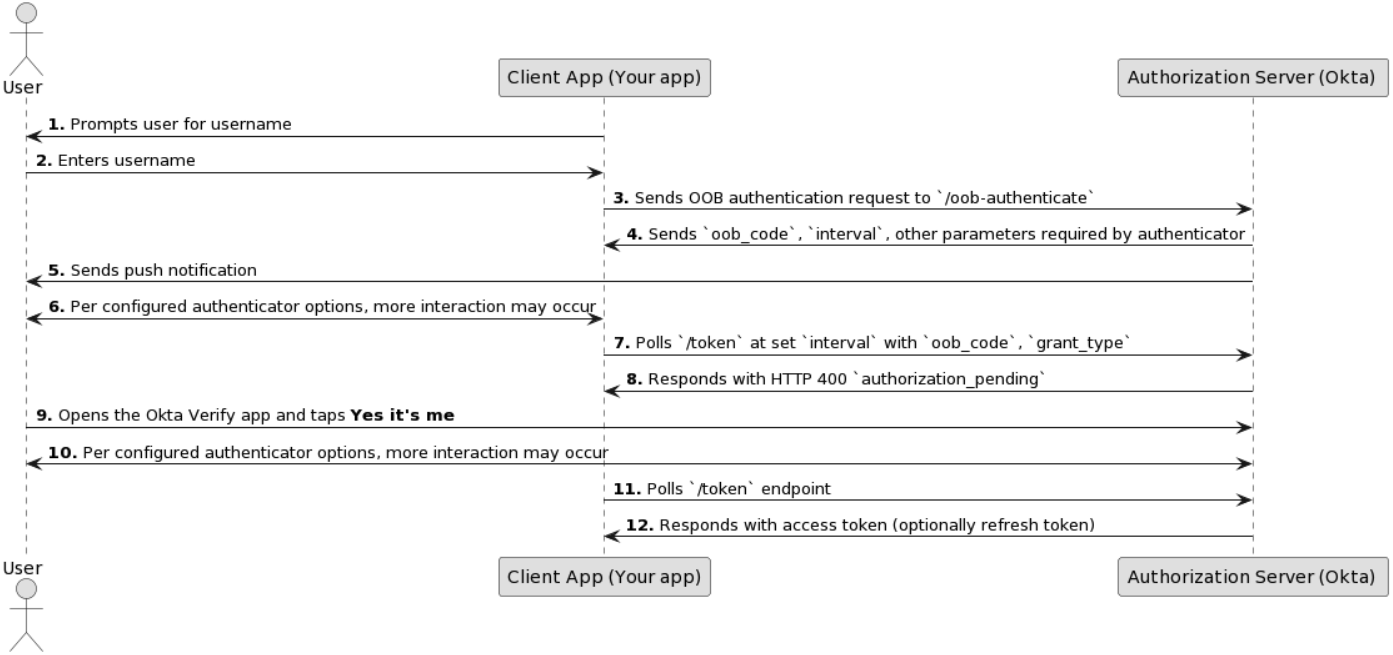 User
Client App (Your app)
Authorization Server (Okta)
1. Prompts user for username
2. Enters username
3. Sends OOB authentication request to `/oob-authenticate`
4. Sends `oob_code`, `interval`, other parameters required by authenticator
5. Sends push notification
6. Per configured authenticator options, more interaction may occur
7. Polls `/token` at set `interval` with `oob_code`, `grant_type`
8. Responds with HTTP 400 `authorization_pending`
9. Opens the Okta Verify app and taps Yes it's me
10. Per configured authenticator options, more interaction may occur
11. Polls `/token` endpoint
12. Responds with access token (optionally refresh token)
User
Client App (Your app)
Authorization Server (Okta)